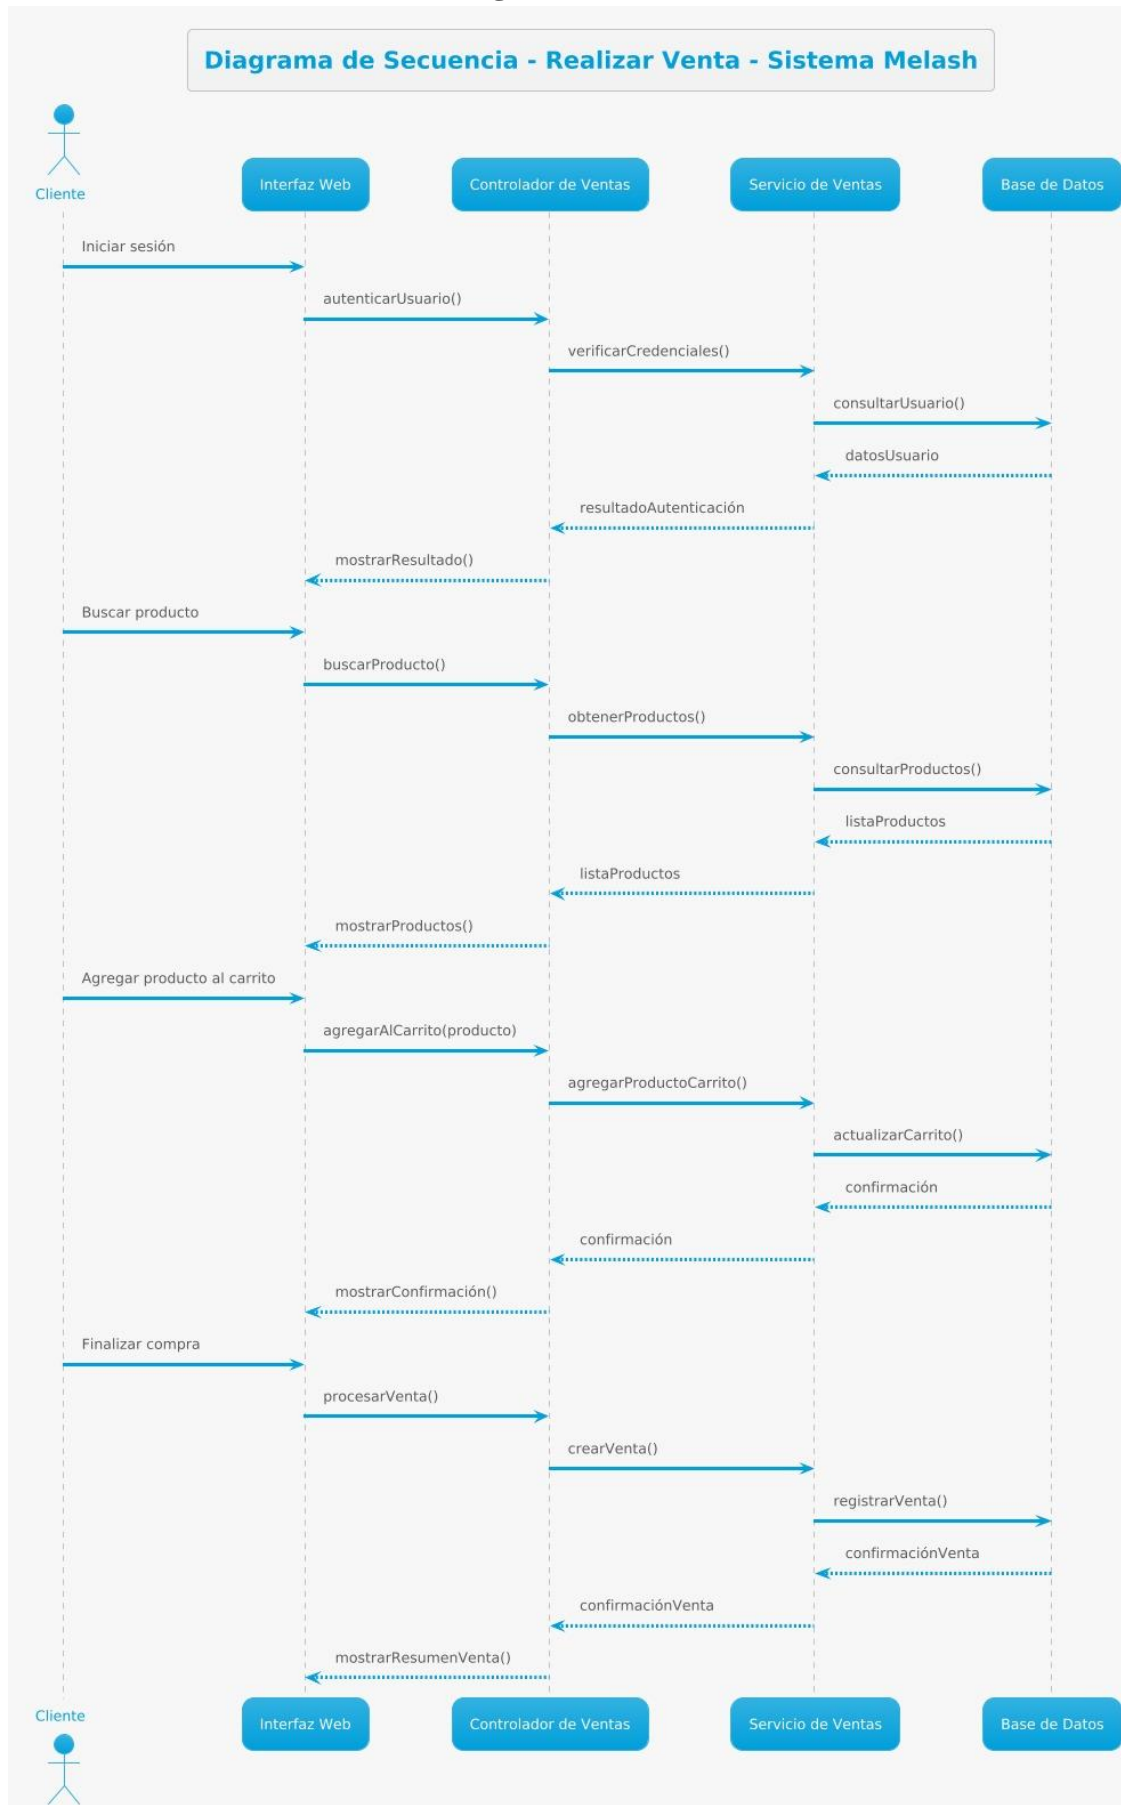 Diagrama de Secuencia - Realizar Venta - Sistema Melash
Cliente
Interfaz Web
Controlador de Ventas
Servicio de Ventas
Base de Datos
Iniciar sesión
autenticarUsuario()
verificarCredenciales()
consultarUsuario()
datosUsuario
resultadoAutenticación
mostrarResultado()
Buscar producto
buscarProducto()
obtenerProductos()
consultarProductos()
listaProductos
listaProductos
mostrarProductos()
Agregar producto al carrito
agregarAlCarrito(producto)
agregarProductoCarrito()
actualizarCarrito()
confirmación
confirmación
mostrarConfirmación()
Finalizar compra
procesarVenta()
crearVenta()
registrarVenta()
confirmaciónVenta
confirmaciónVenta
mostrarResumenVenta()
Cliente
Interfaz Web
Controlador de Ventas
Servicio de Ventas
Base de Datos